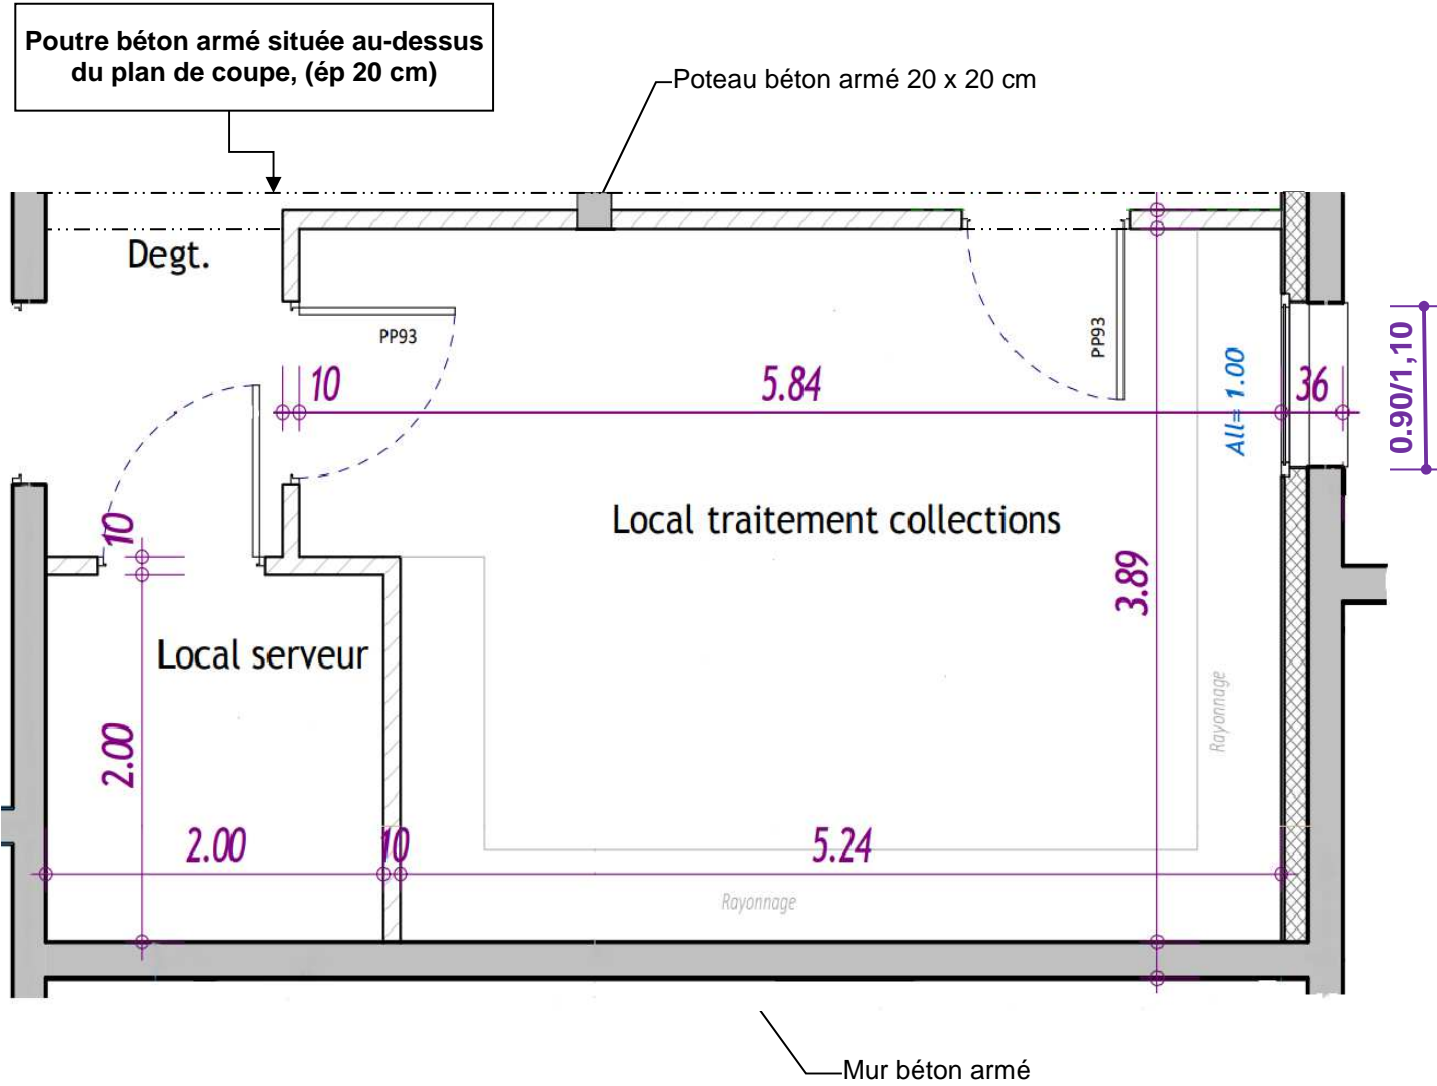 Poutre béton armé située au-dessus
du plan de coupe, (ép 20 cm)
Poteau béton armé 20 x 20 cm
Degt.
PP93
PP93
10
5.84
All= 1.00
36
0.90/1,10
10
Local traitement collections
3.89
Local serveur
Rayonnage
2.00
2.00
10
5.24
Rayonnage
Mur béton armé